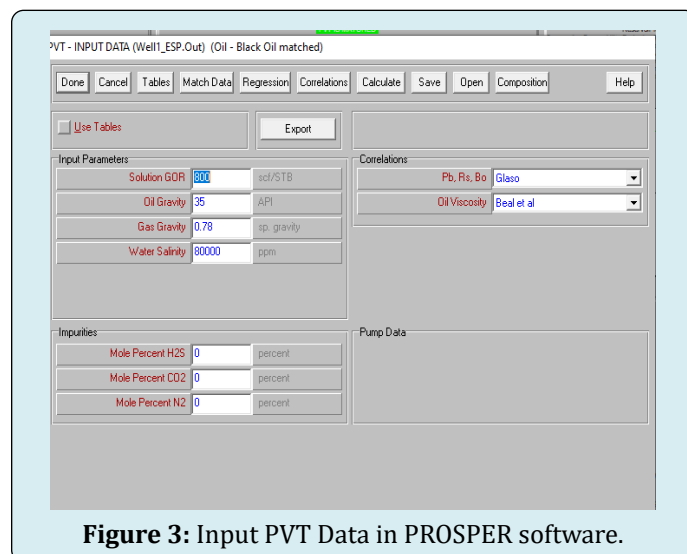 PVT - INPUT DATA (Well1_ESP.Out) (Oil - Black Oil matched)
Done Cancel Tables Match Data Regression Correlations Calculate Save Open Composition Help
Use Tables Export
Input Parameters Correlations
Solution GOR 800 scf/STB Pb, Rs, Bo Glaso
Oil Gravity 35 API Oil Viscosity Beal et al
Gas Gravity 0.78 sp. gravity
Water Salinity 80000 ppm
Impurities Pump Data
Mole Percent H2S 0 percent
Mole Percent CO2 0 percent
Mole Percent N2 0 percent
Figure 3: Input PVT Data in PROSPER software.